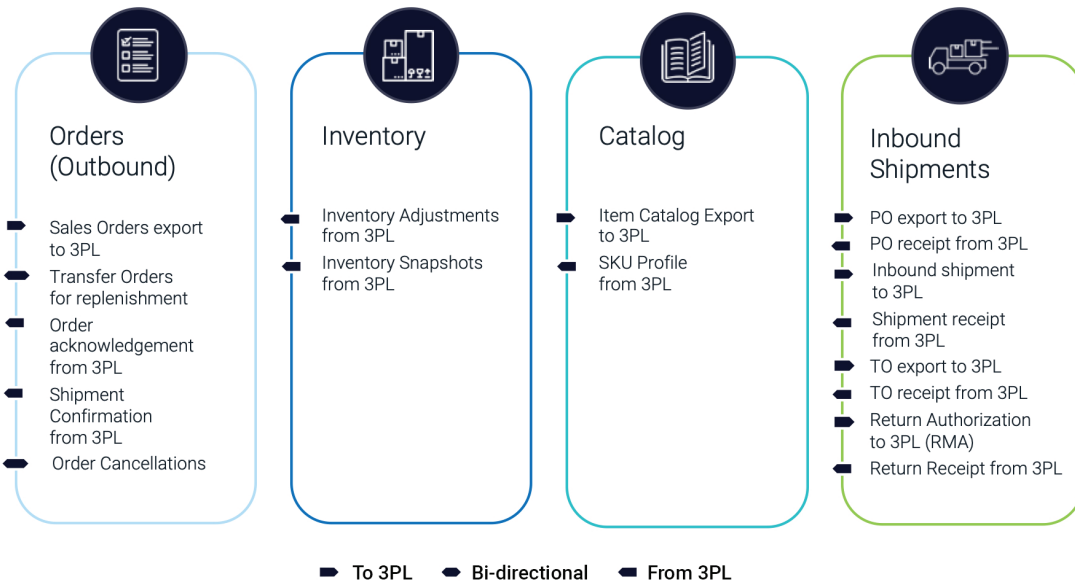 Orders
(Outbound)
Sales Orders export
to 3PL
Transfer Orders
for replenishment
Order
acknowledgement
from 3PL
Shipment
Confirmation
from 3PL
Order Cancellations
Inventory
Inventory Adjustments
from 3PL
Inventory Snapshots
from 3PL
Catalog
Item Catalog Export
to 3PL
SKU Profile
from 3PL
Inbound
Shipments
PO export to 3PL
PO receipt from 3PL
Inbound shipment
to 3PL
Shipment receipt
from 3PL
TO export to 3PL
TO receipt from 3PL
Return Authorization
to 3PL (RMA)
Return Receipt from 3PL
To 3PL Bi-directional From 3PL